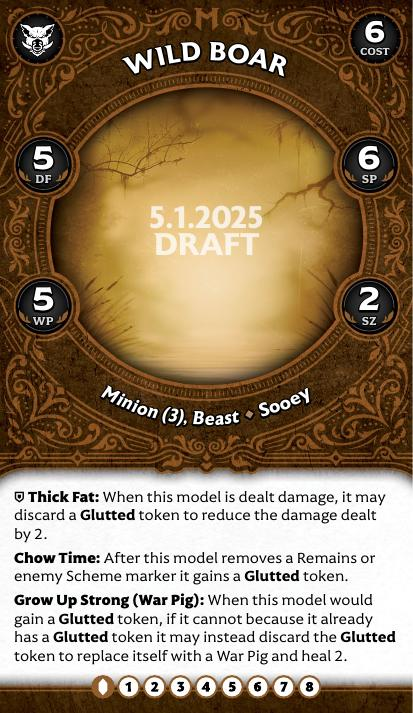 M
6
COST
WILD BOAR
5
DF
6
SP
5.1.2025
DRAFT
5
WP
2
SZ
Minion (3), Beast ♦ Sooey
Thick Fat: When this model is dealt damage, it may
discard a Glutted token to reduce the damage dealt
by 2.
Chow Time: After this model removes a Remains or
enemy Scheme marker it gains a Glutted token.
Grow Up Strong (War Pig): When this model would
gain a Glutted token, if it cannot because it already
has a Glutted token it may instead discard the Glutted
token to replace itself with a War Pig and heal 2.
1 2 3 4 5 6 7 8